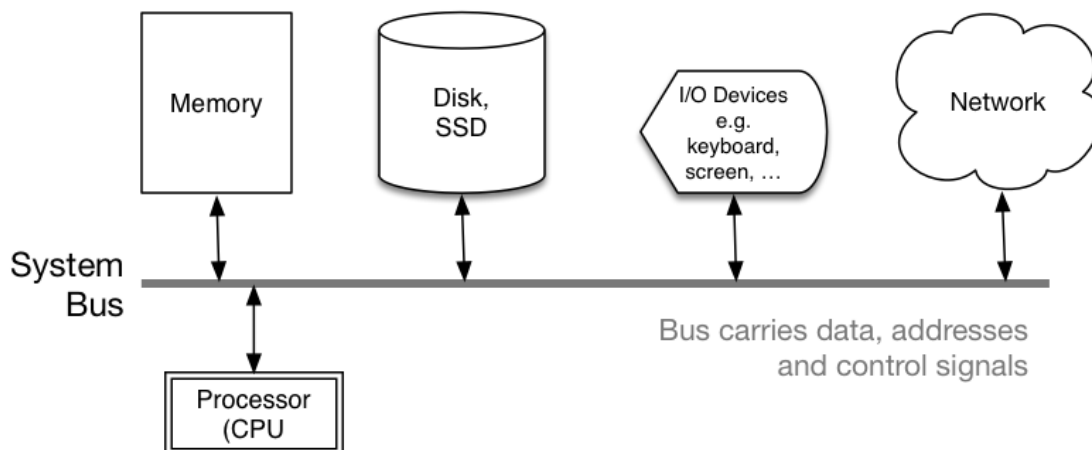 Memory
Disk,
SSD
I/O Devices
e.g.
keyboard,
screen, …
Network
System
Bus
Bus carries data, addresses
and control signals
Processor
(CPU